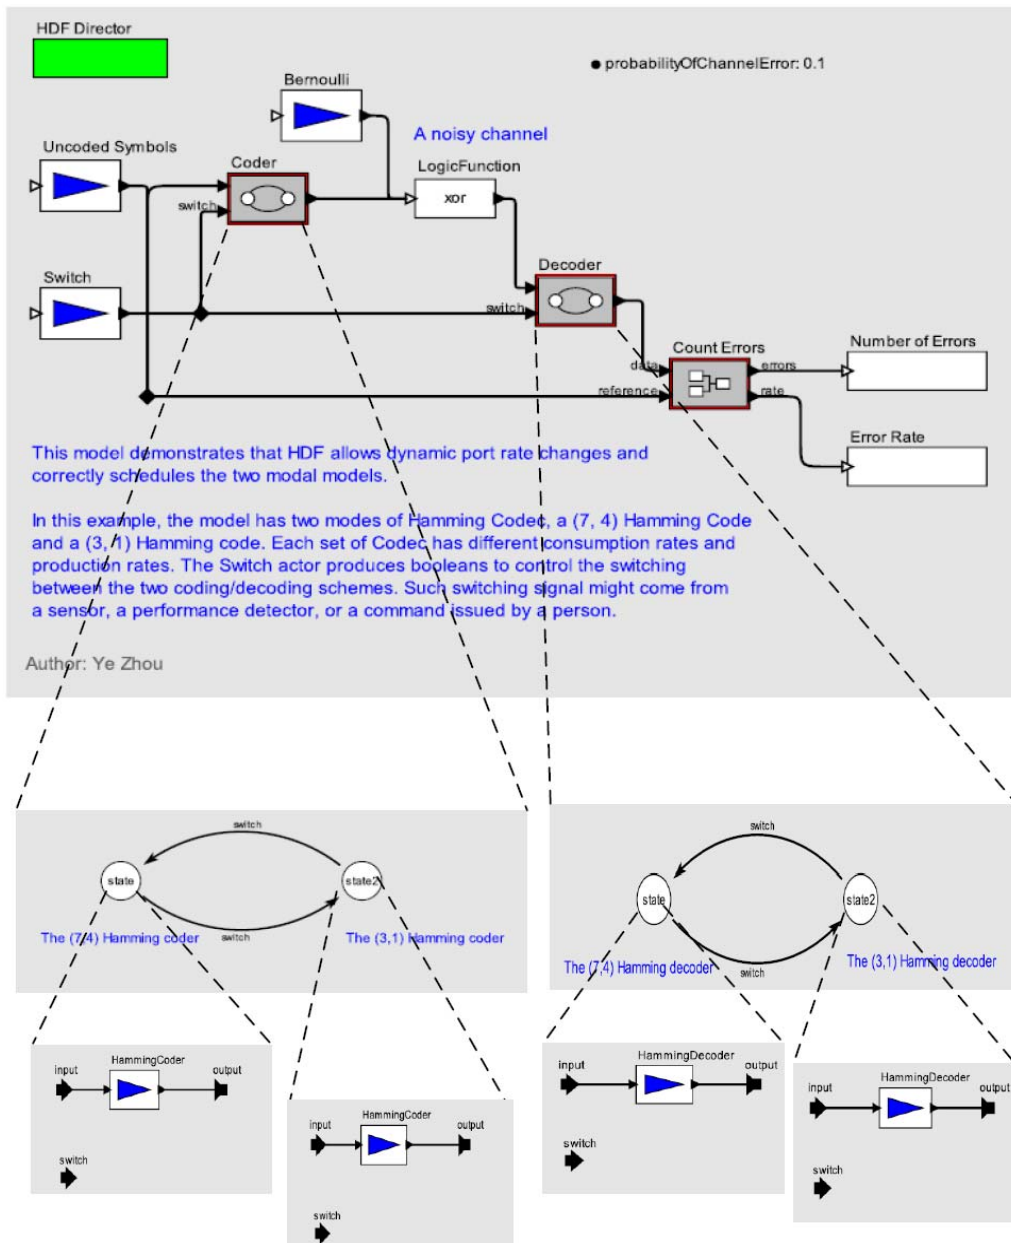 HDF Director
probabilityOfChannelError: 0.1
Bernoulli
A noisy channel
Uncoded Symbols
Coder
LogicFunction
switch
xor
Switch
Decoder
switch
Count Errors
Number of Errors
data
errors
reference
rate
Error Rate
This model demonstrates that HDF allows dynamic port rate changes and
correctly schedules the two modal models.
In this example, the model has two modes of Hamming Codec, a (7, 4) Hamming Code
and a (3, 1) Hamming code. Each set of Codec has different consumption rates and
production rates. The Switch actor produces booleans to control the switching
between the two coding/decoding schemes. Such switching signal might come from
a sensor, a performance detector, or a command issued by a person.
Author: Ye Zhou
switch
state
state2
The (7,4) Hamming coder
switch
The (3,1) Hamming coder
switch
state
state2
The (7,4) Hamming decoder
switch
The (3,1) Hamming decoder
HammingCoder
input
output
switch
HammingCoder
input
output
switch
HammingDecoder
input
output
switch
HammingDecoder
input
output
switch